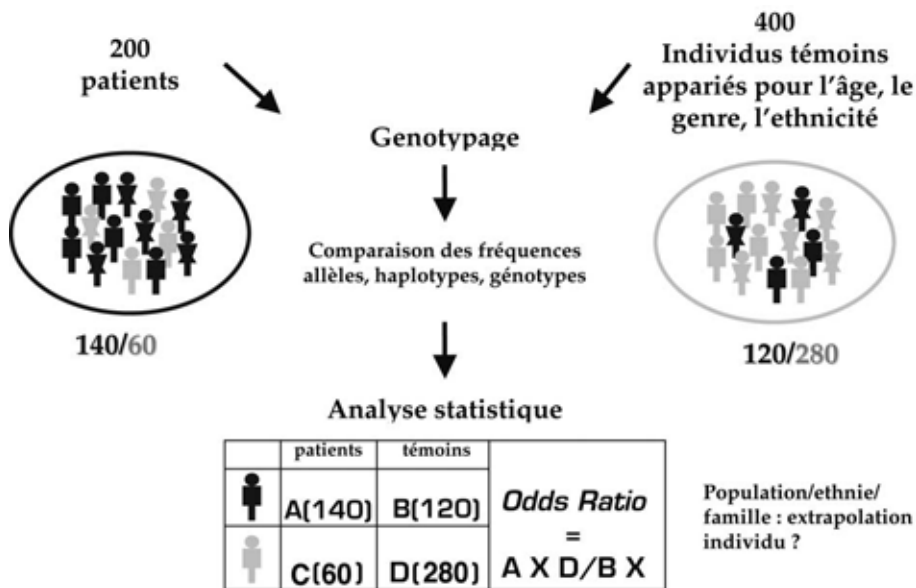 200
patients
400
Individus témoins
appariés pour l'âge, le
genre, l'ethnicité
Genotypage
Comparaison des fréquences
allèles, haplotypes, génotypes
140/60
120/280
Analyse statistique
patients témoins
A(140) B(120)
C(60) D(280)
Odds Ratio
=
A X D/B X
Population/ethnie/
famille : extrapolation
individu ?